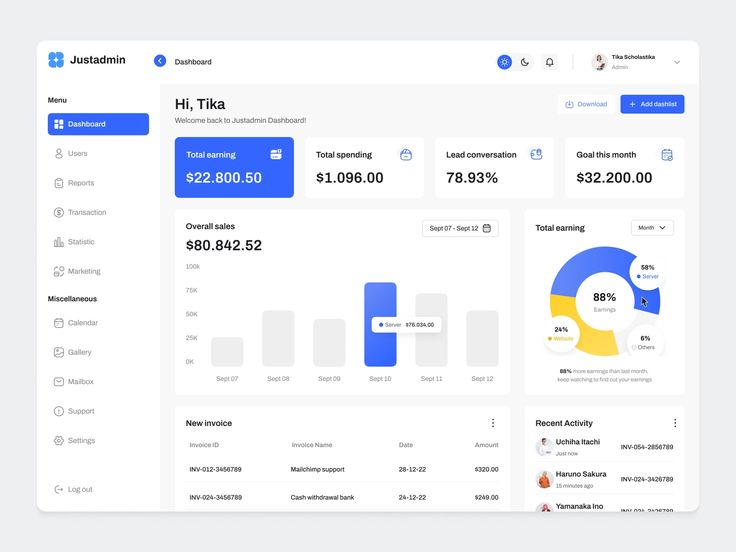 Justadmin
Dashboard
Tika Scholastika
Admin
Menu
Dashboard
Users
Reports
Transaction
Statistic
Marketing
Miscellaneous
Calendar
Gallery
Mailbox
Support
Settings
Log out
Hi, Tika
Welcome back to Justadmin Dashboard!
Download
Add dashlist
Total earning
$22.800.50
Total spending
$1.096.00
Lead conversation
78.93%
Goal this month
$32.200.00
Overall sales
$80.842.52
Sept 07 - Sept 12
100k
75K
50K
25K
0K
Server $76.034,00
Sept 07 Sept 08 Sept 09 Sept 10 Sept 11 Sept 12
Total earning
Month
58%
Server
88%
Earnings
24%
Website
6%
Others
88% more earnings than last month,
keep watching to find out your earnings
New invoice
Invoice ID Invoice Name Date Amount
INV-012-3456789 Mailchimp support 28-12-22 $320.00
INV-024-3456789 Cash withdrawal bank 24-12-22 $249.00
Recent Activity
Uchiha Itachi
Just now
INV-054-2856789
Haruno Sakura
15 minutes ago
INV-024-3426789
Yamanaka Ino